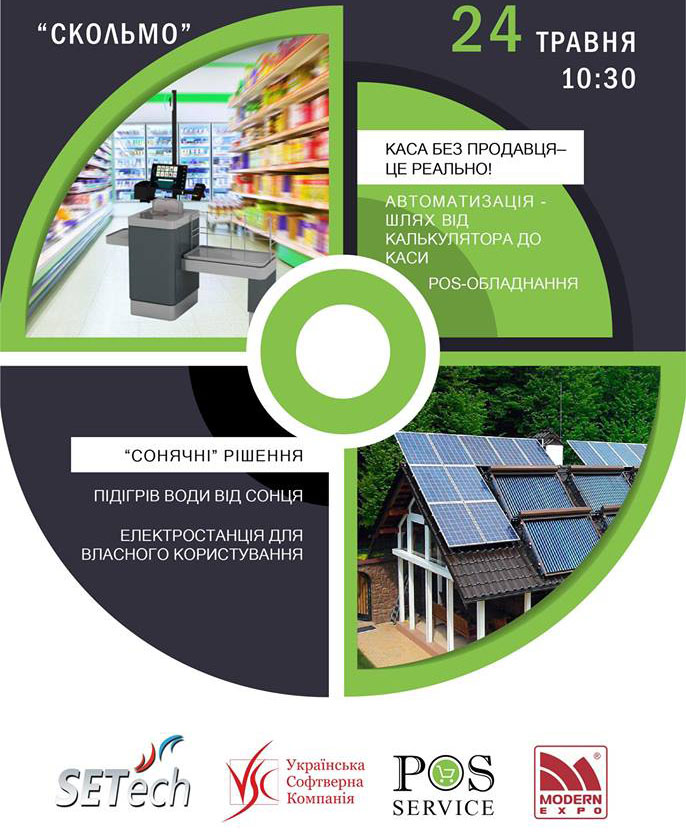 “СКОЛЬМО”
24 ТРАВНЯ
10:30
КАСА БЕЗ ПРОДАВЦЯ–
ЦЕ РЕАЛЬНО!
АВТОМАТИЗАЦІЯ -
ШЛЯХ ВІД
КАЛЬКУЛЯТОРА ДО
КАСИ
POS-ОБЛАДНАННЯ
“СОНЯЧНІ” РІШЕННЯ
ПІДІГРІВ ВОДИ ВІД СОНЦЯ
ЕЛЕКТРОСТАНЦІЯ ДЛЯ
ВЛАСНОГО КОРИСТУВАННЯ
SETech
VSC
Українська
Софтверна
Компанія
POS
SERVICE
®
MODERN
EXPO